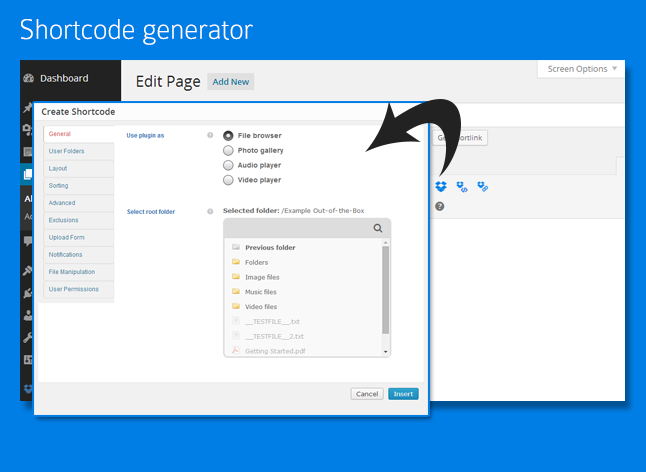 Shortcode generator
Dashboard
Edit Page
Add New
Screen Options
Create Shortcode
General
User Folders
Layout
Sorting
Advanced
Exclusions
Upload Form
Notifications
File Manipulation
User Permissions
Use plugin as
File browser
Photo gallery
Audio player
Video player
Select root folder
Selected folder: /Example Out-of-the-Box
Previous folder
Folders
Image files
Music files
Video files
__TESTFILE__.txt
__TESTFILE__2.txt
Getting Started.pdf
Cancel
Insert